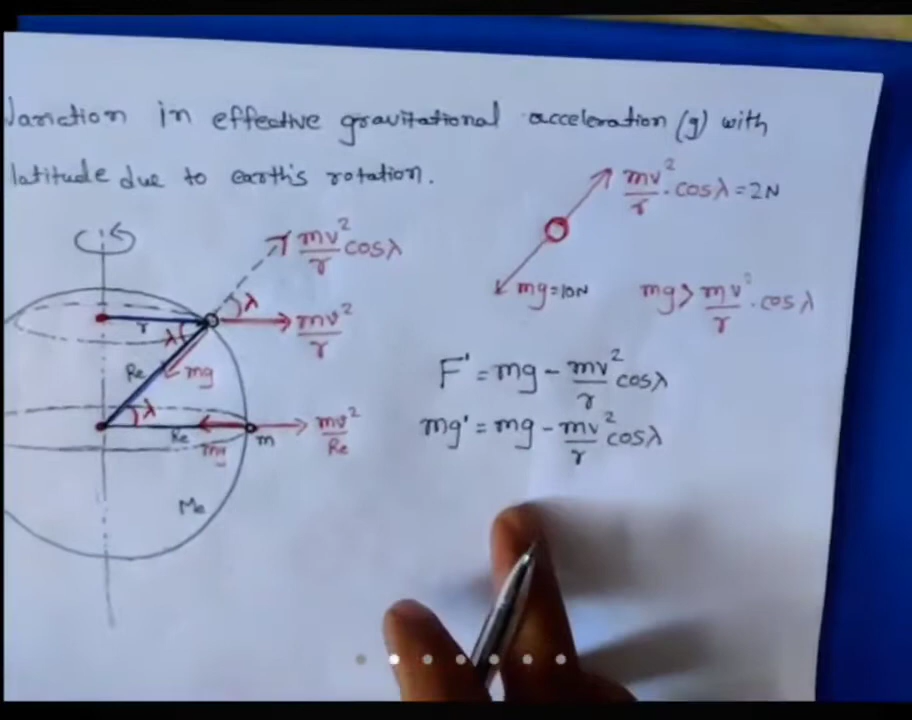 Variction in effective gravitational acceleration (g) with
latitude due to earth's rotation.
mv²/r · cosλ = 2N
mg = 10N
mg > mv²/r · cosλ
mv²/r cosλ
λ
mv²/r
r
λ
Re
mg
λ
mv²/Re
Re
mg
m
Me
F' = mg - mv²/r cosλ
mg' = mg - mv²/r cosλ